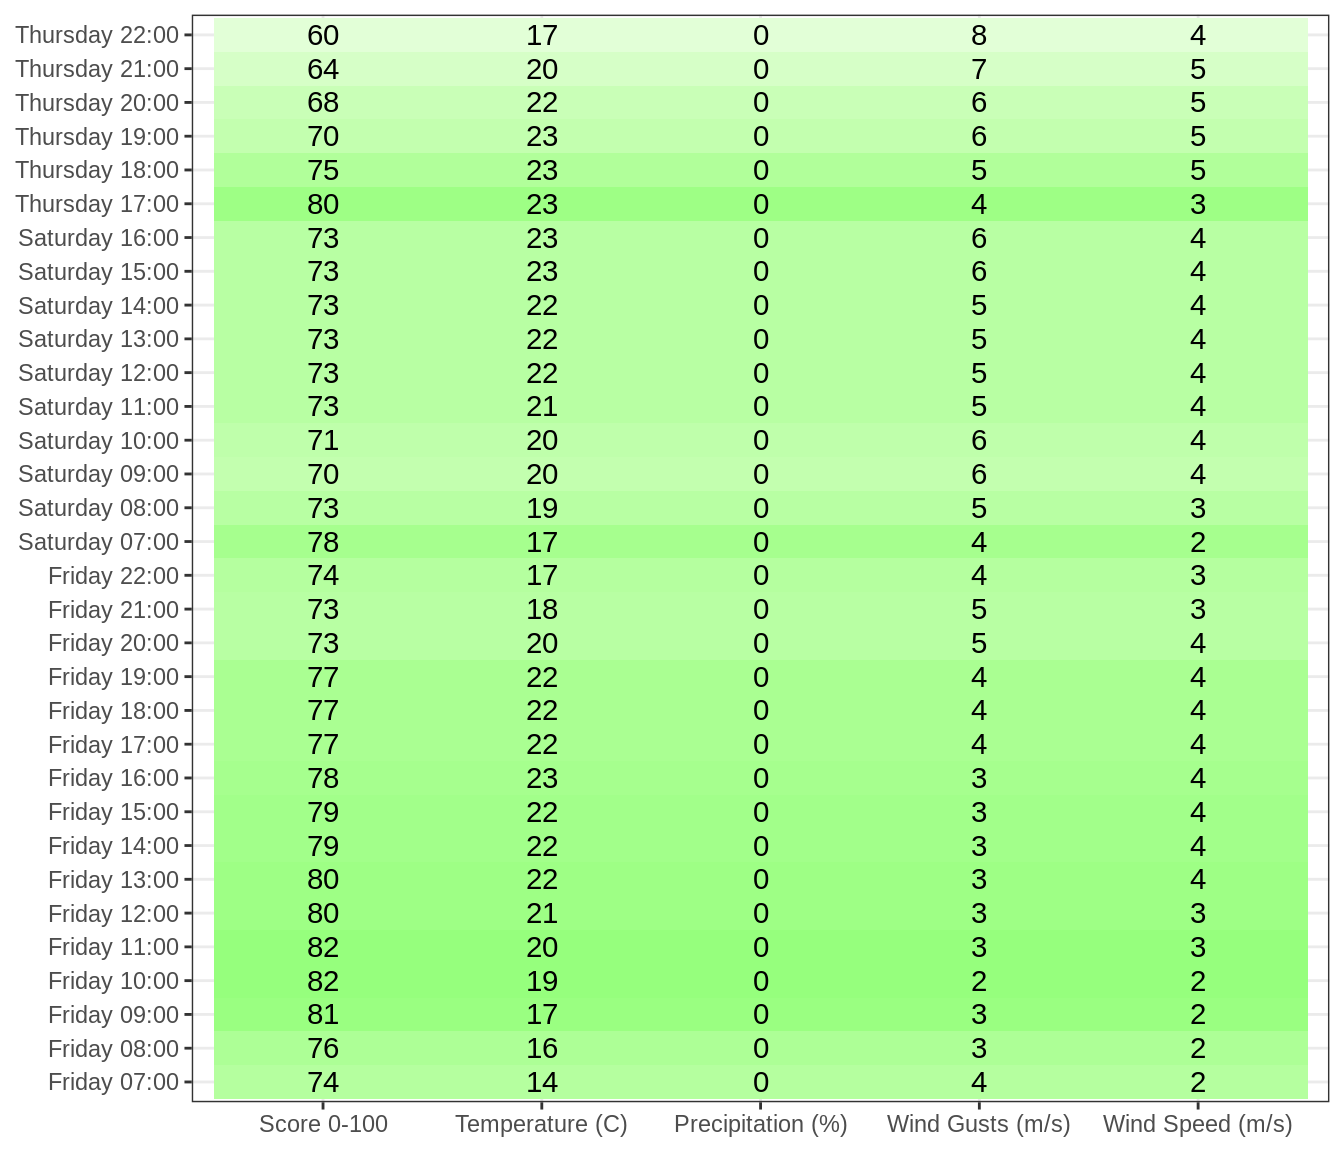 Thursday 22:00 60 17 0 8 4
Thursday 21:00 64 20 0 7 5
Thursday 20:00 68 22 0 6 5
Thursday 19:00 70 23 0 6 5
Thursday 18:00 75 23 0 5 5
Thursday 17:00 80 23 0 4 3
Saturday 16:00 73 23 0 6 4
Saturday 15:00 73 23 0 6 4
Saturday 14:00 73 22 0 5 4
Saturday 13:00 73 22 0 5 4
Saturday 12:00 73 22 0 5 4
Saturday 11:00 73 21 0 5 4
Saturday 10:00 71 20 0 6 4
Saturday 09:00 70 20 0 6 4
Saturday 08:00 73 19 0 5 3
Saturday 07:00 78 17 0 4 2
Friday 22:00 74 17 0 4 3
Friday 21:00 73 18 0 5 3
Friday 20:00 73 20 0 5 4
Friday 19:00 77 22 0 4 4
Friday 18:00 77 22 0 4 4
Friday 17:00 77 22 0 4 4
Friday 16:00 78 23 0 3 4
Friday 15:00 79 22 0 3 4
Friday 14:00 79 22 0 3 4
Friday 13:00 80 22 0 3 4
Friday 12:00 80 21 0 3 3
Friday 11:00 82 20 0 3 3
Friday 10:00 82 19 0 2 2
Friday 09:00 81 17 0 3 2
Friday 08:00 76 16 0 3 2
Friday 07:00 74 14 0 4 2
Score 0-100 Temperature (C) Precipitation (%) Wind Gusts (m/s) Wind Speed (m/s)